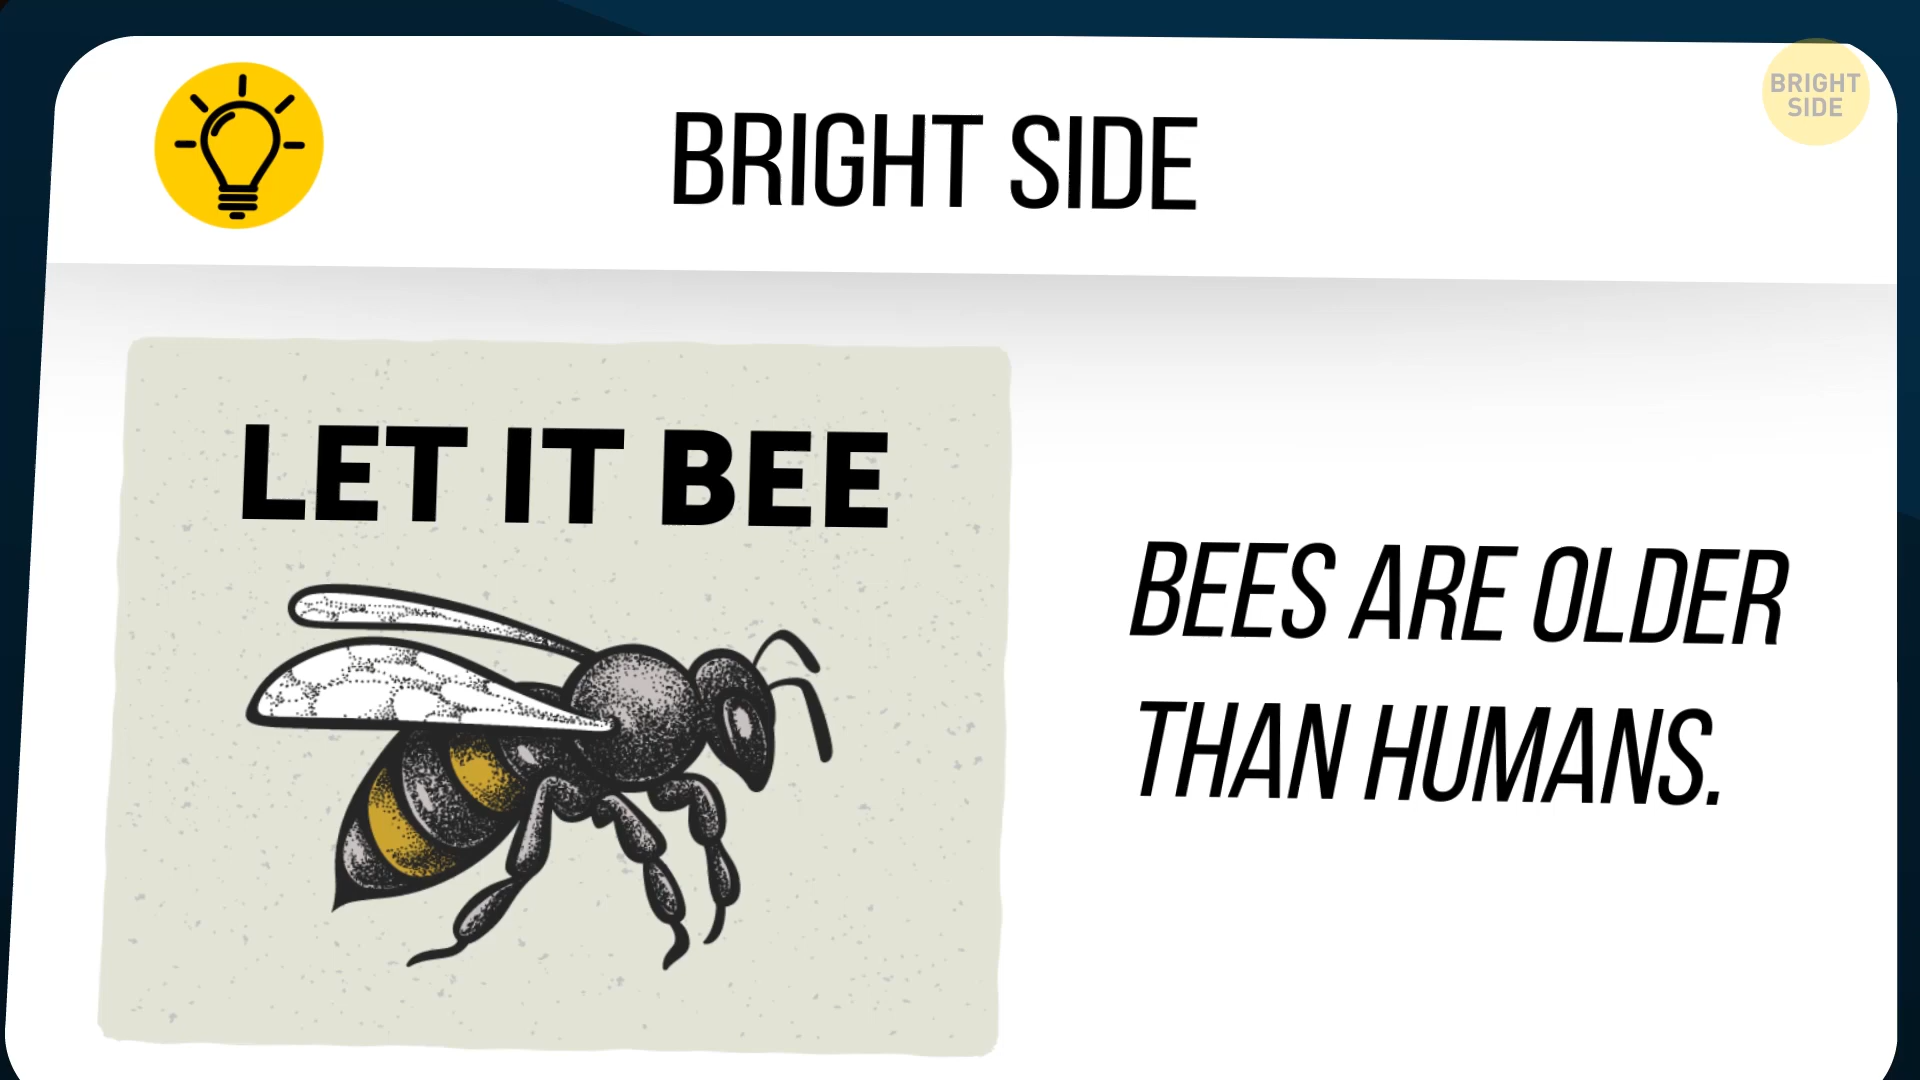 BRIGHT SIDE
BRIGHT
SIDE
LET IT BEE
BEES ARE OLDER
THAN HUMANS.